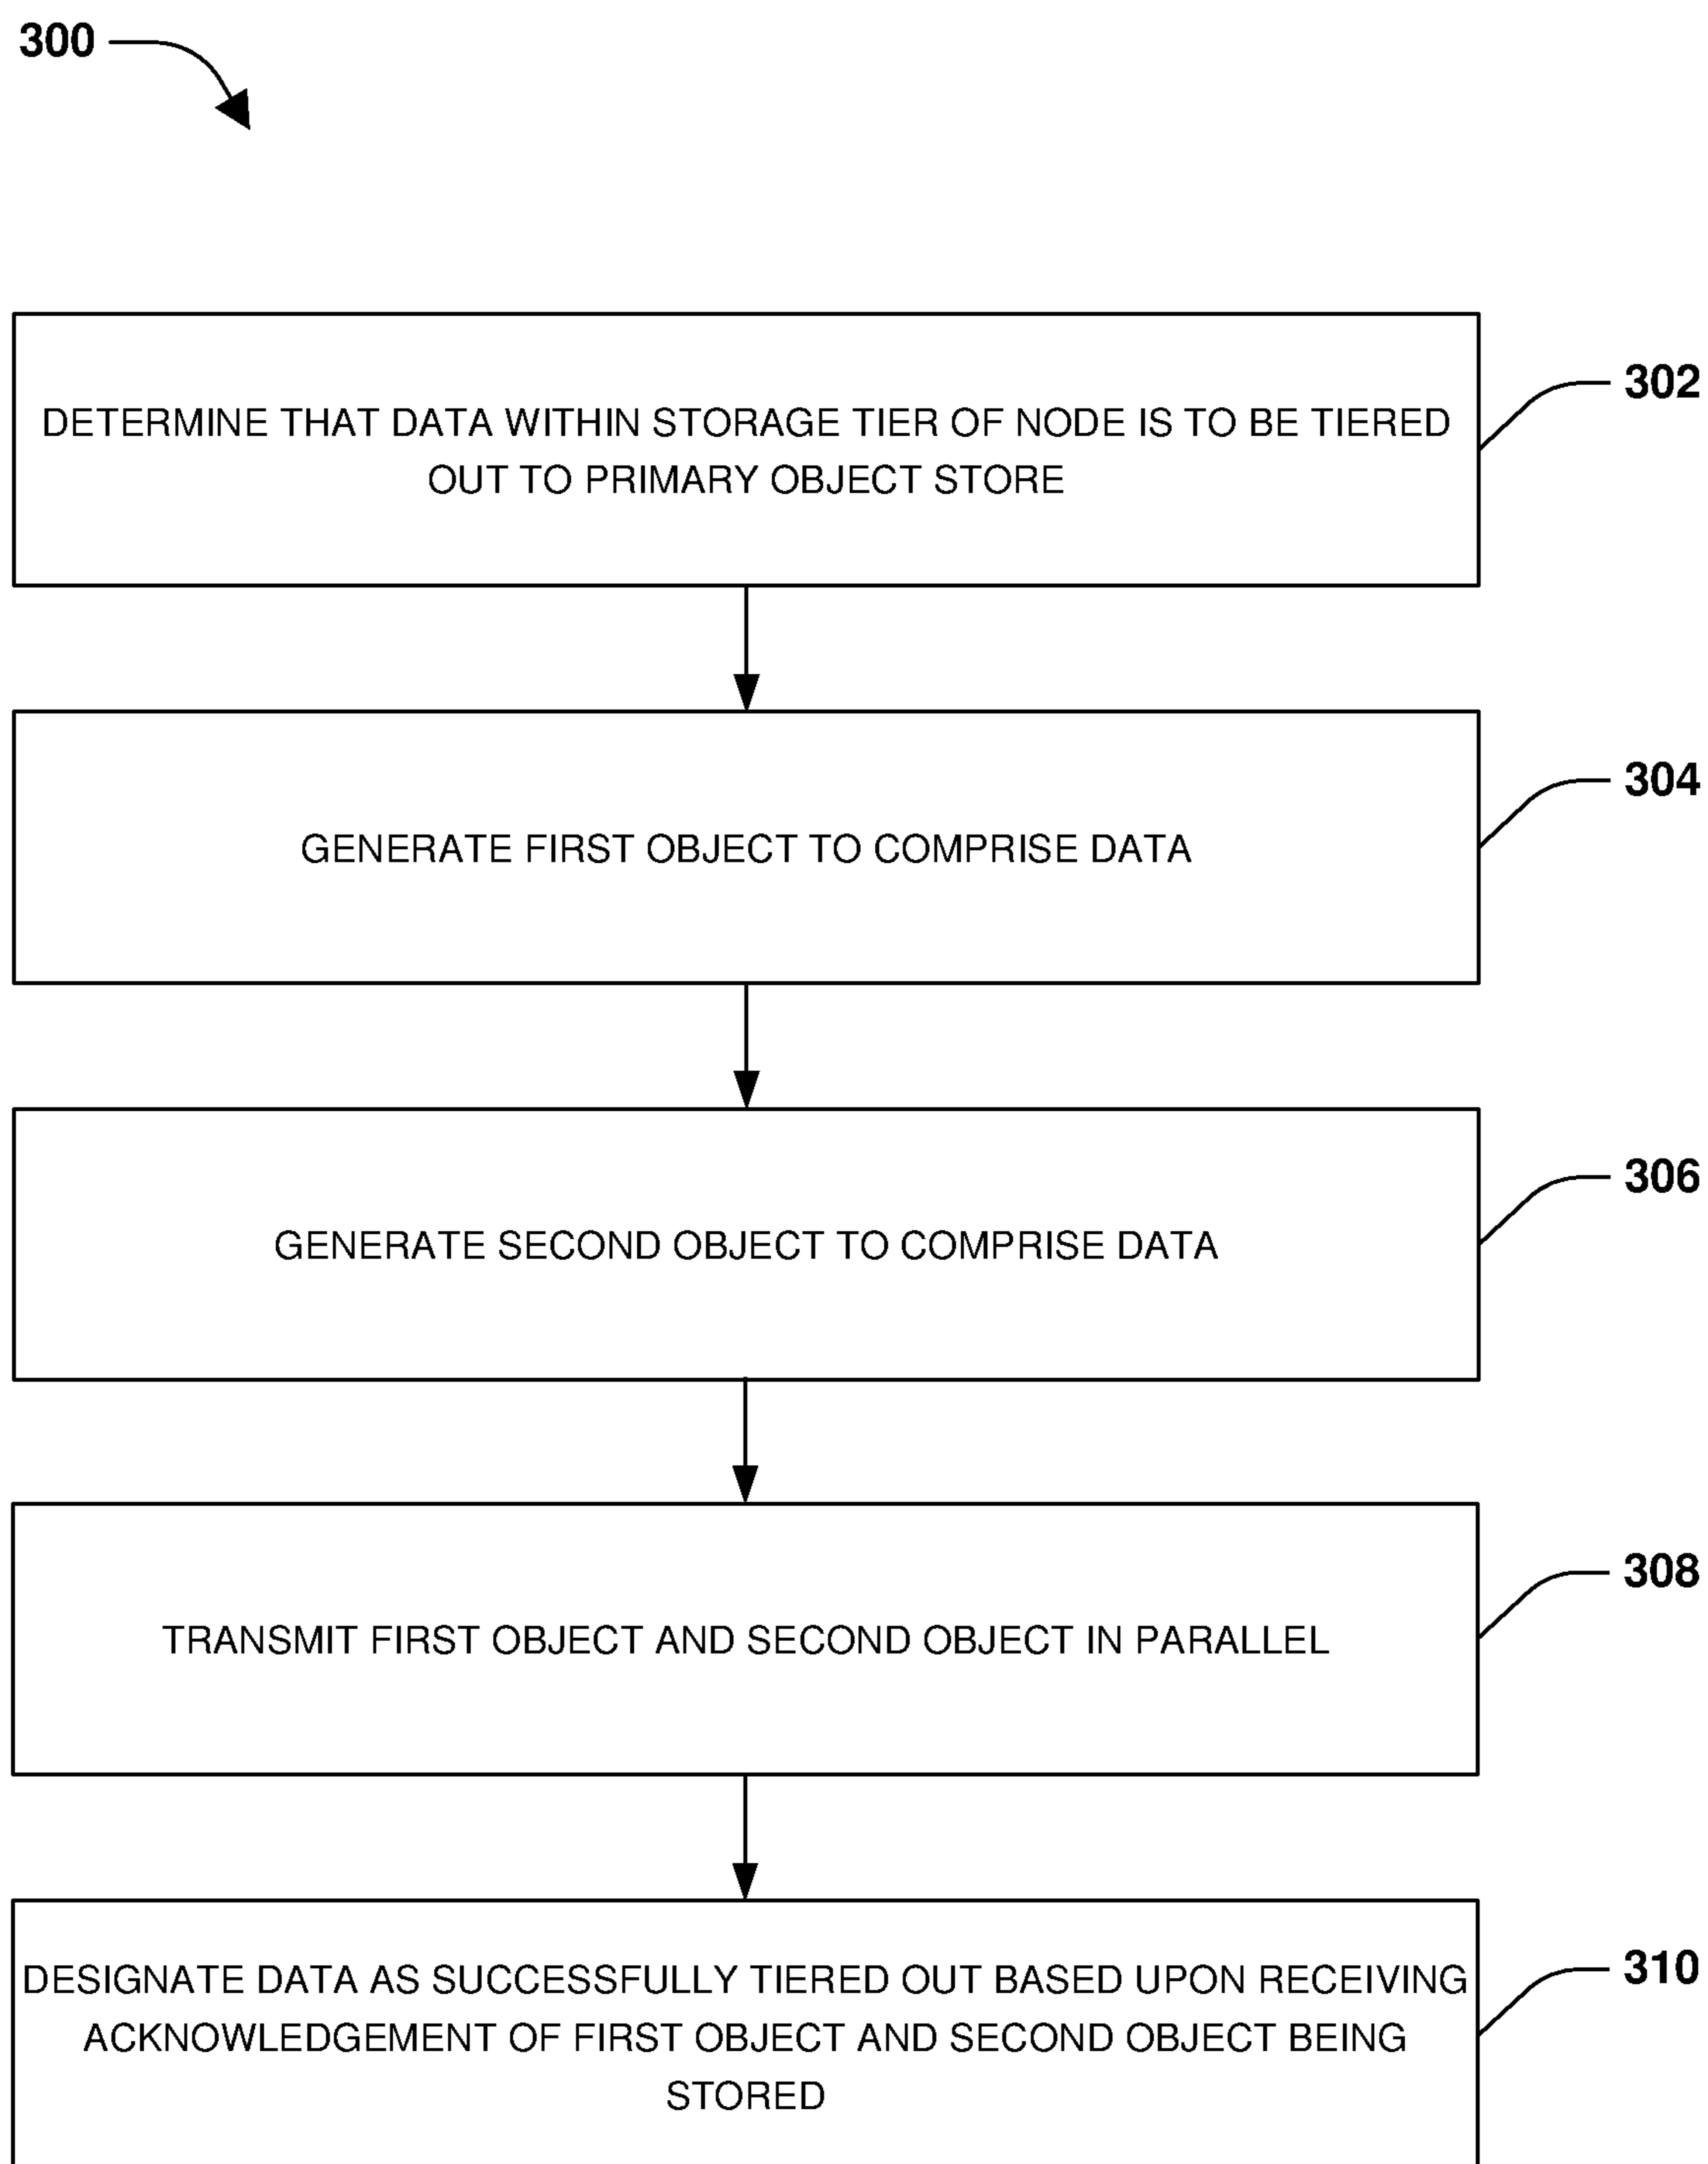 300
DETERMINE THAT DATA WITHIN STORAGE TIER OF NODE IS TO BE TIERED
OUT TO PRIMARY OBJECT STORE
302
GENERATE FIRST OBJECT TO COMPRISE DATA
304
GENERATE SECOND OBJECT TO COMPRISE DATA
306
TRANSMIT FIRST OBJECT AND SECOND OBJECT IN PARALLEL
308
DESIGNATE DATA AS SUCCESSFULLY TIERED OUT BASED UPON RECEIVING
ACKNOWLEDGEMENT OF FIRST OBJECT AND SECOND OBJECT BEING
STORED
310